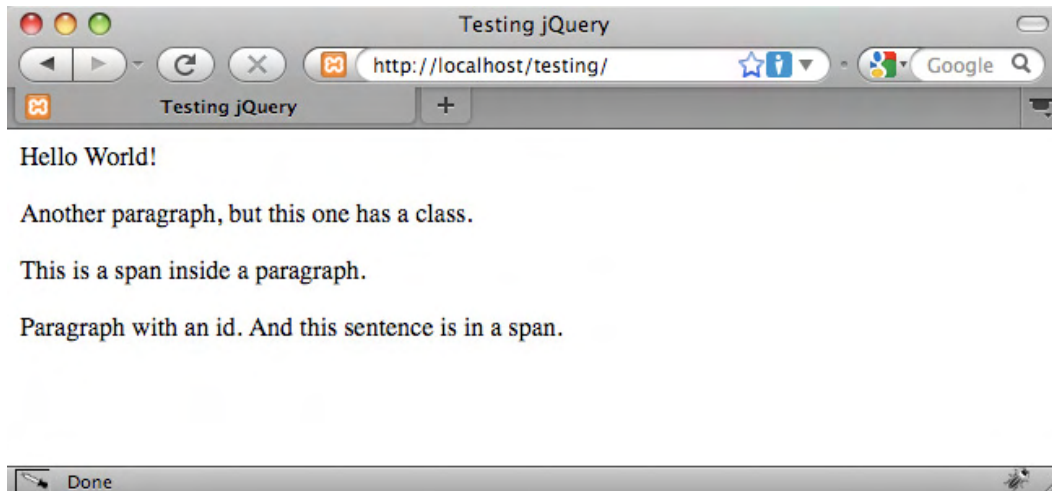 Testing jQuery
http://localhost/testing/
Google
Testing jQuery
Hello World!
Another paragraph, but this one has a class.
This is a span inside a paragraph.
Paragraph with an id. And this sentence is in a span.
Done